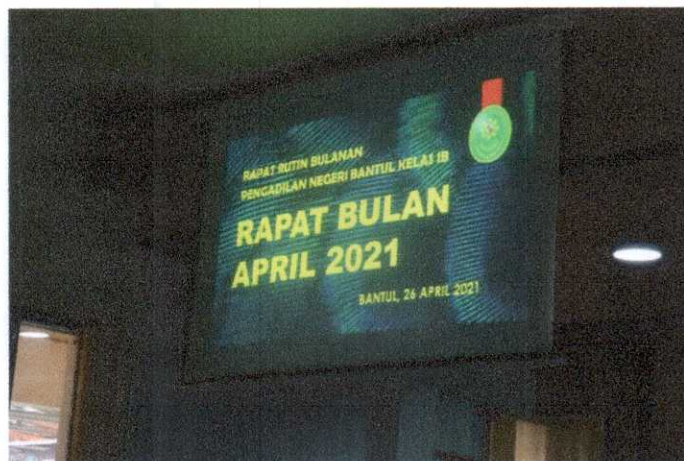 RAPAT RUTIN BULANAN
PENGADILAN NEGERI BANTUL KELAS IB
RAPAT BULAN
APRIL 2021
BANTUL, 26 APRIL 2021